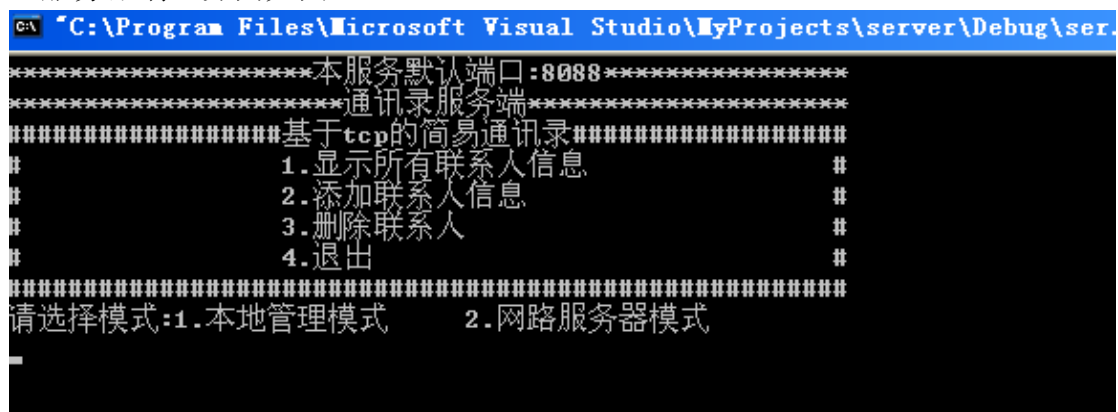 "C:\Program Files\Microsoft Visual Studio\MyProjects\server\Debug\ser.
********************本服务默认端口:8088****************
**********************通讯录服务端*********************
##################基于tcp的简易通讯录##################
# 1.显示所有联系人信息 #
# 2.添加联系人信息 #
# 3.删除联系人 #
# 4.退出 #
########################################################
请选择模式:1.本地管理模式 2.网路服务器模式